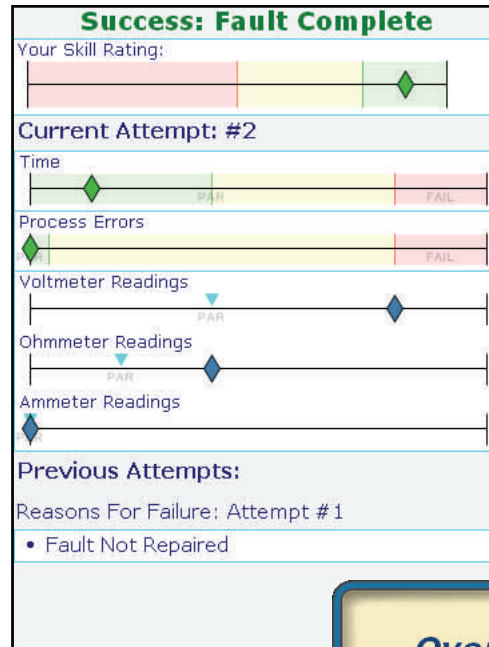 Success: Fault Complete
Your Skill Rating:
Current Attempt: #2
Time
PAR FAIL
Process Errors
PAR FAIL
Voltmeter Readings
PAR
Ohmmeter Readings
PAR
Ammeter Readings
Previous Attempts:
Reasons For Failure: Attempt #1
• Fault Not Repaired